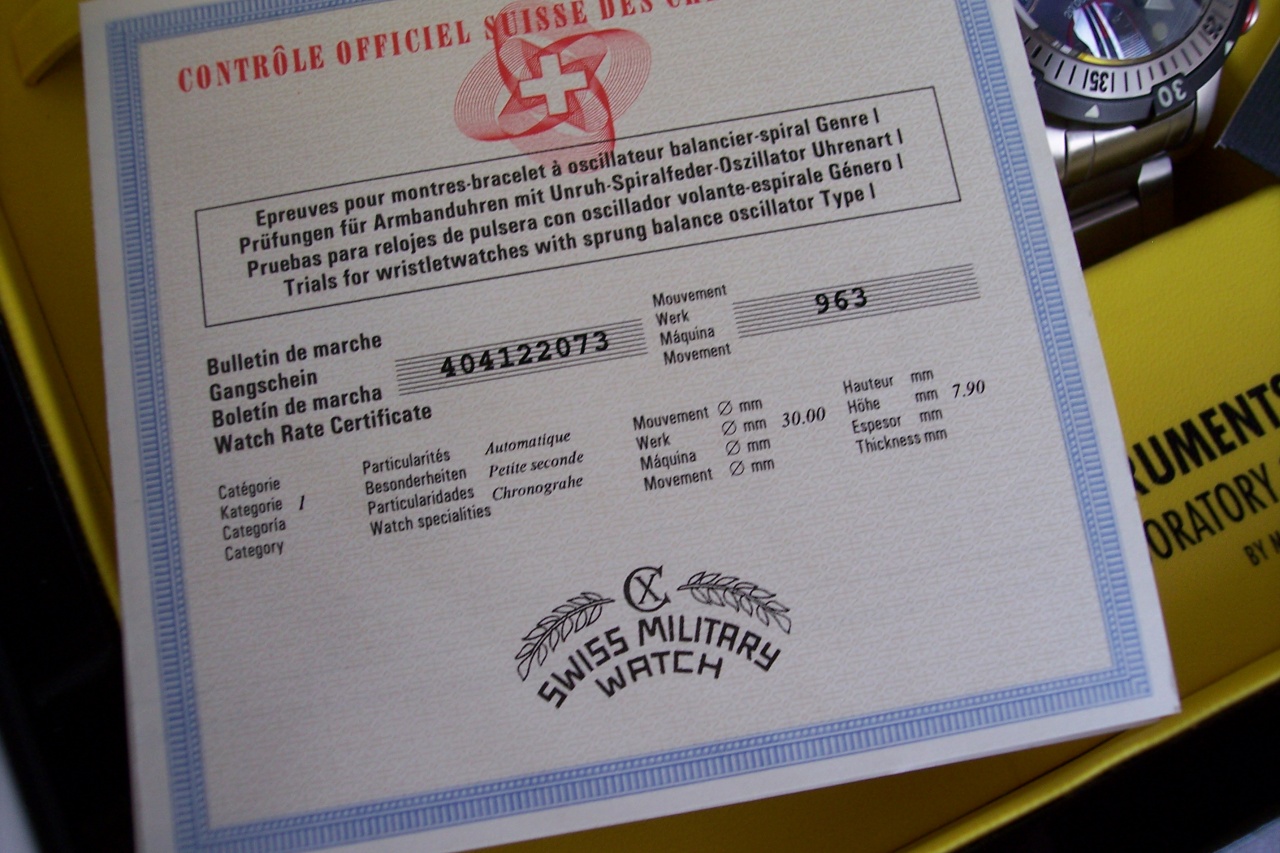 CONTRÔLE OFFICIEL SUISSE DES
Epreuves pour montres-bracelet à oscillateur balancier-spiral Genre I
Prüfungen für Armbanduhren mit Unruh-Spiralfeder-Oszillator Uhrenart I
Pruebas para relojes de pulsera con oscillador volante-espirale Género I
Trials for wristletwatches with sprung balance oscillator Type I
Bulletin de marche
Gangschein
Boletín de marcha
Watch Rate Certificate
404122073
Mouvement
Werk
Máquina
Movement
963
Catégorie
Kategorie 1
Categoría
Category
Particularités Automatique
Besonderheiten Petite seconde
Particularidades Chronograhe
Watch specialities
Mouvement ∅ mm
Werk ∅ mm 30.00
Máquina ∅ mm
Movement ∅ mm
Hauteur mm
Höhe mm 7.90
Espesor mm
Thickness mm
CX
SWISS MILITARY
WATCH
RUMENTS
ORATORY
BY M
135
30